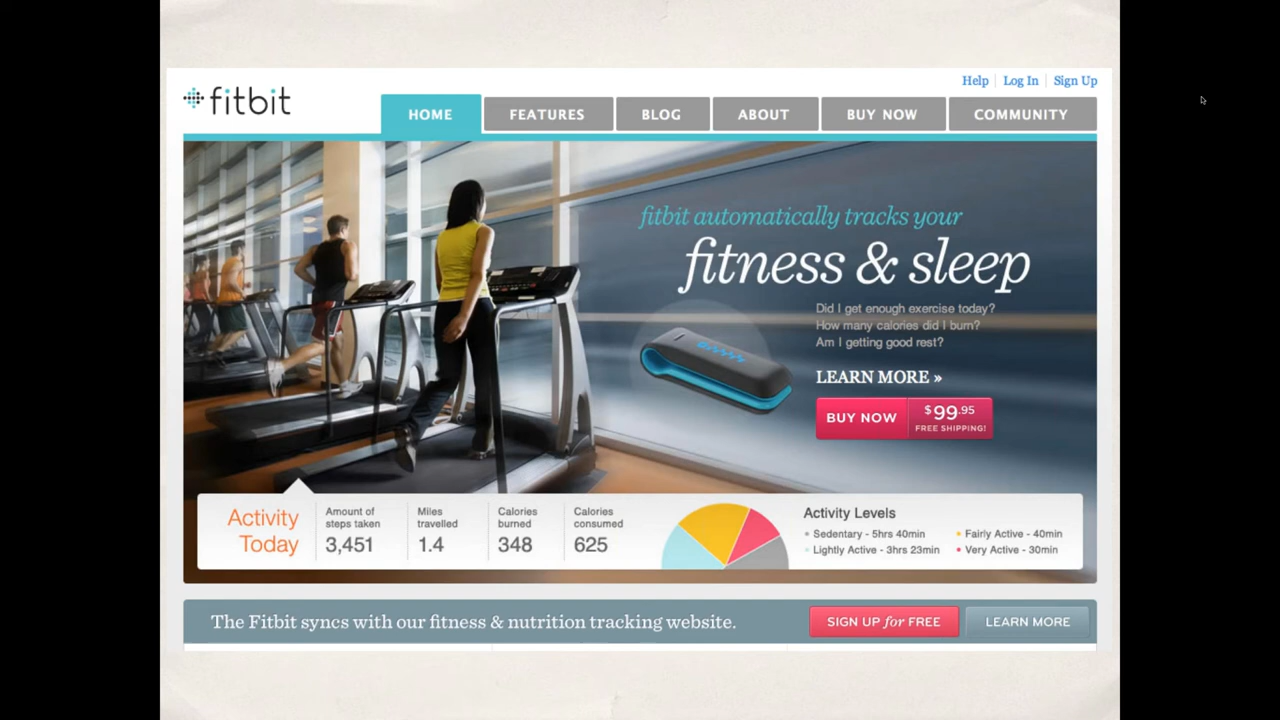 Help
Log In
Sign Up
fitbit
HOME
FEATURES
BLOG
ABOUT
BUY NOW
COMMUNITY
fitbit automatically tracks your
fitness & sleep
Did I get enough exercise today?
How many calories did I burn?
Am I getting good rest?
LEARN MORE »
BUY NOW
$99.95
FREE SHIPPING!
Activity
Today
Amount of
steps taken
3,451
Miles
travelled
1.4
Calories
burned
348
Calories
consumed
625
Activity Levels
Sedentary - 5hrs 40min
Fairly Active - 40min
Lightly Active - 3hrs 23min
Very Active - 30min
The Fitbit syncs with our fitness & nutrition tracking website.
SIGN UP for FREE
LEARN MORE